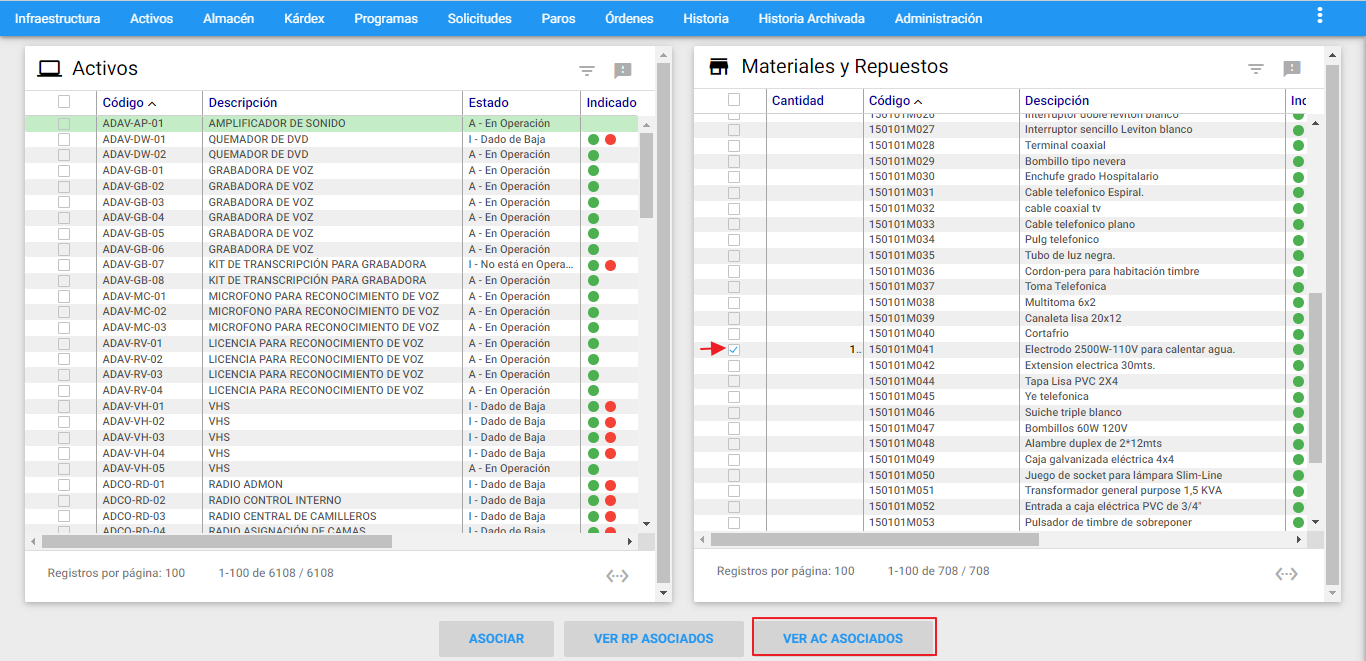 Infraestructura Activos Almacén Kárdex Programas Solicitudes Paros Órdenes Historia Historia Archivada Administración
Activos
Código Descripción Estado Indicado
ADAV-AP-01 AMPLIFICADOR DE SONIDO A - En Operación
ADAV-DW-01 QUEMADOR DE DVD I - Dado de Baja
ADAV-DW-02 QUEMADOR DE DVD A - En Operación
ADAV-GB-01 GRABADORA DE VOZ A - En Operación
ADAV-GB-02 GRABADORA DE VOZ A - En Operación
ADAV-GB-03 GRABADORA DE VOZ A - En Operación
ADAV-GB-04 GRABADORA DE VOZ A - En Operación
ADAV-GB-05 GRABADORA DE VOZ A - En Operación
ADAV-GB-06 GRABADORA DE VOZ A - En Operación
ADAV-GB-07 KIT DE TRANSCRIPCIÓN PARA GRABADORA I - No está en Opera...
ADAV-GB-08 KIT DE TRANSCRIPCIÓN PARA GRABADORA A - En Operación
ADAV-MC-01 MICROFONO PARA RECONOCIMIENTO DE VOZ A - En Operación
ADAV-MC-02 MICROFONO PARA RECONOCIMIENTO DE VOZ A - En Operación
ADAV-MC-03 MICROFONO PARA RECONOCIMIENTO DE VOZ A - En Operación
ADAV-RV-01 LICENCIA PARA RECONOCIMIENTO DE VOZ A - En Operación
ADAV-RV-02 LICENCIA PARA RECONOCIMIENTO DE VOZ A - En Operación
ADAV-RV-03 LICENCIA PARA RECONOCIMIENTO DE VOZ A - En Operación
ADAV-RV-04 LICENCIA PARA RECONOCIMIENTO DE VOZ A - En Operación
ADAV-VH-01 VHS I - Dado de Baja
ADAV-VH-02 VHS I - Dado de Baja
ADAV-VH-03 VHS I - Dado de Baja
ADAV-VH-04 VHS I - Dado de Baja
ADAV-VH-05 VHS A - En Operación
ADCO-RD-01 RADIO ADMON I - Dado de Baja
ADCO-RD-02 RADIO CONTROL INTERNO I - Dado de Baja
ADCO-RD-03 RADIO CENTRAL DE CAMILLEROS I - Dado de Baja
ADCO-RD-04 RADIO ASIGNACIÓN DE CAMAS I - Dado de Baja
Registros por página: 100 1-100 de 6108 / 6108
Materiales y Repuestos
Cantidad Código Descipción Inc
150101M026 Interruptor doble leviton blanco
150101M027 Interruptor sencillo Leviton blanco
150101M028 Terminal coaxial
150101M029 Bombillo tipo nevera
150101M030 Enchufe grado Hospitalario
150101M031 Cable telefonico Espiral.
150101M032 cable coaxial tv
150101M033 Cable telefonico plano
150101M034 Pulg telefonico
150101M035 Tubo de luz negra.
150101M036 Cordon-pera para habitación timbre
150101M037 Toma Telefonica
150101M038 Multitoma 6x2
150101M039 Canaleta lisa 20x12
150101M040 Cortafrio
1.. 150101M041 Electrodo 2500W-110V para calentar agua.
150101M042 Extension electrica 30mts.
150101M044 Tapa Lisa PVC 2X4
150101M045 Ye telefonica
150101M046 Suiche triple blanco
150101M047 Bombillos 60W 120V
150101M048 Alambre duplex de 2*12mts
150101M049 Caja galvanizada eléctrica 4x4
150101M050 Juego de socket para lámpara Slim-Line
150101M051 Transformador general purpose 1,5 KVA
150101M052 Entrada a caja eléctrica PVC de 3/4"
150101M053 Pulsador de timbre de sobreponer
Registros por página: 100 1-100 de 708 / 708
ASOCIAR VER RP ASOCIADOS VER AC ASOCIADOS